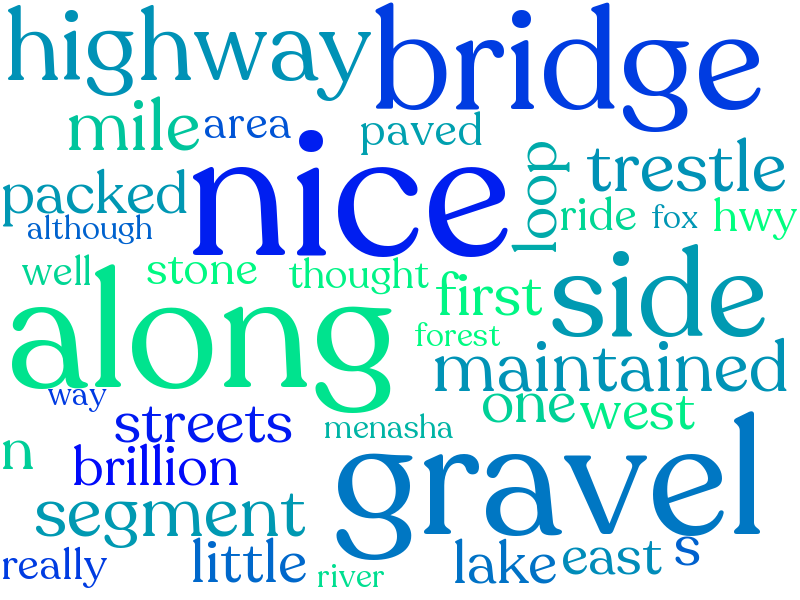 highway bridge
mile area paved
nice loop trestle
packed ride fox hwy
although
well stone thought first side
along forest
maintained
way one west
streets menasha
n brillion gravel
segment
really little lake east s
river